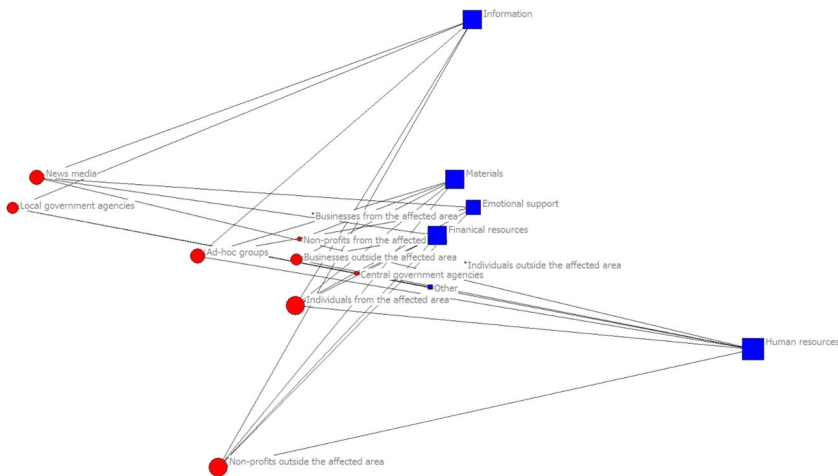 Information
News media
Materials
Local government agencies
Emotional support
Businesses from the affected area
Finanical resources
Non-profits from the affected
Ad-hoc groups
Businesses outside the affected area
Individuals outside the affected area
Central government agencies
Other
Individuals from the affected area
Human resources
Non-profits outside the affected area